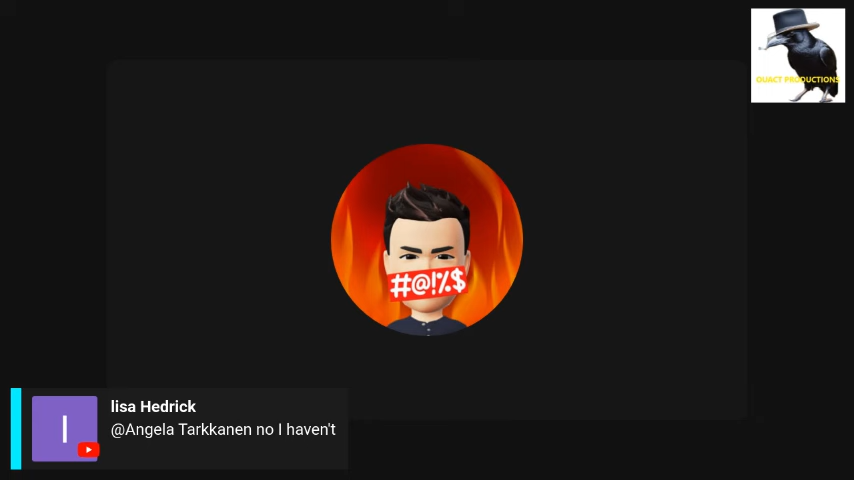 QUACT PRODUCTIONS
#@!%$
lisa Hedrick
l
@Angela Tarkkanen no I haven't